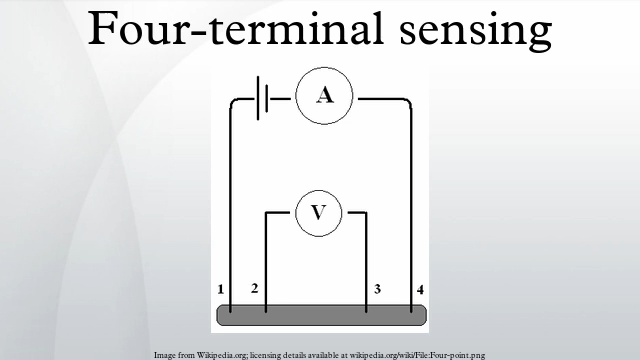 Four-terminal sensing
A
V
1 2 3 4
Image from Wikipedia.org; licensing details available at wikipedia.org/wiki/File:Four-point.png